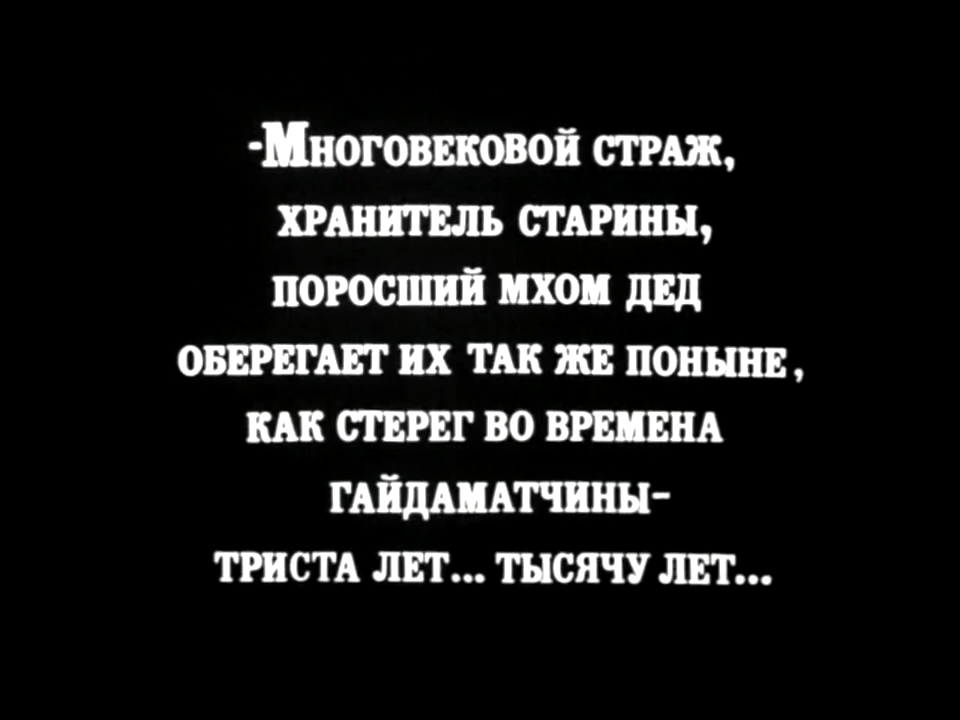 -Многовековой страж,
хранитель старины,
поросший мхом дед
оберегает их так же поныне,
как стерег во времена
гайдаматчины-
триста лет... тысячу лет...